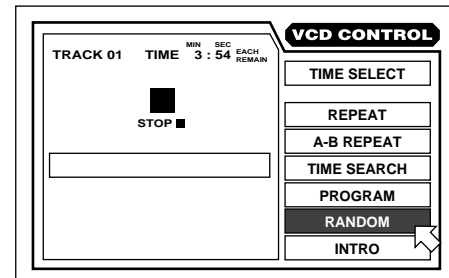 VCD CONTROL
MIN SEC
TRACK 01 TIME 3 : 54 EACH REMAIN
STOP
TIME SELECT
REPEAT
A-B REPEAT
TIME SEARCH
PROGRAM
RANDOM
INTRO